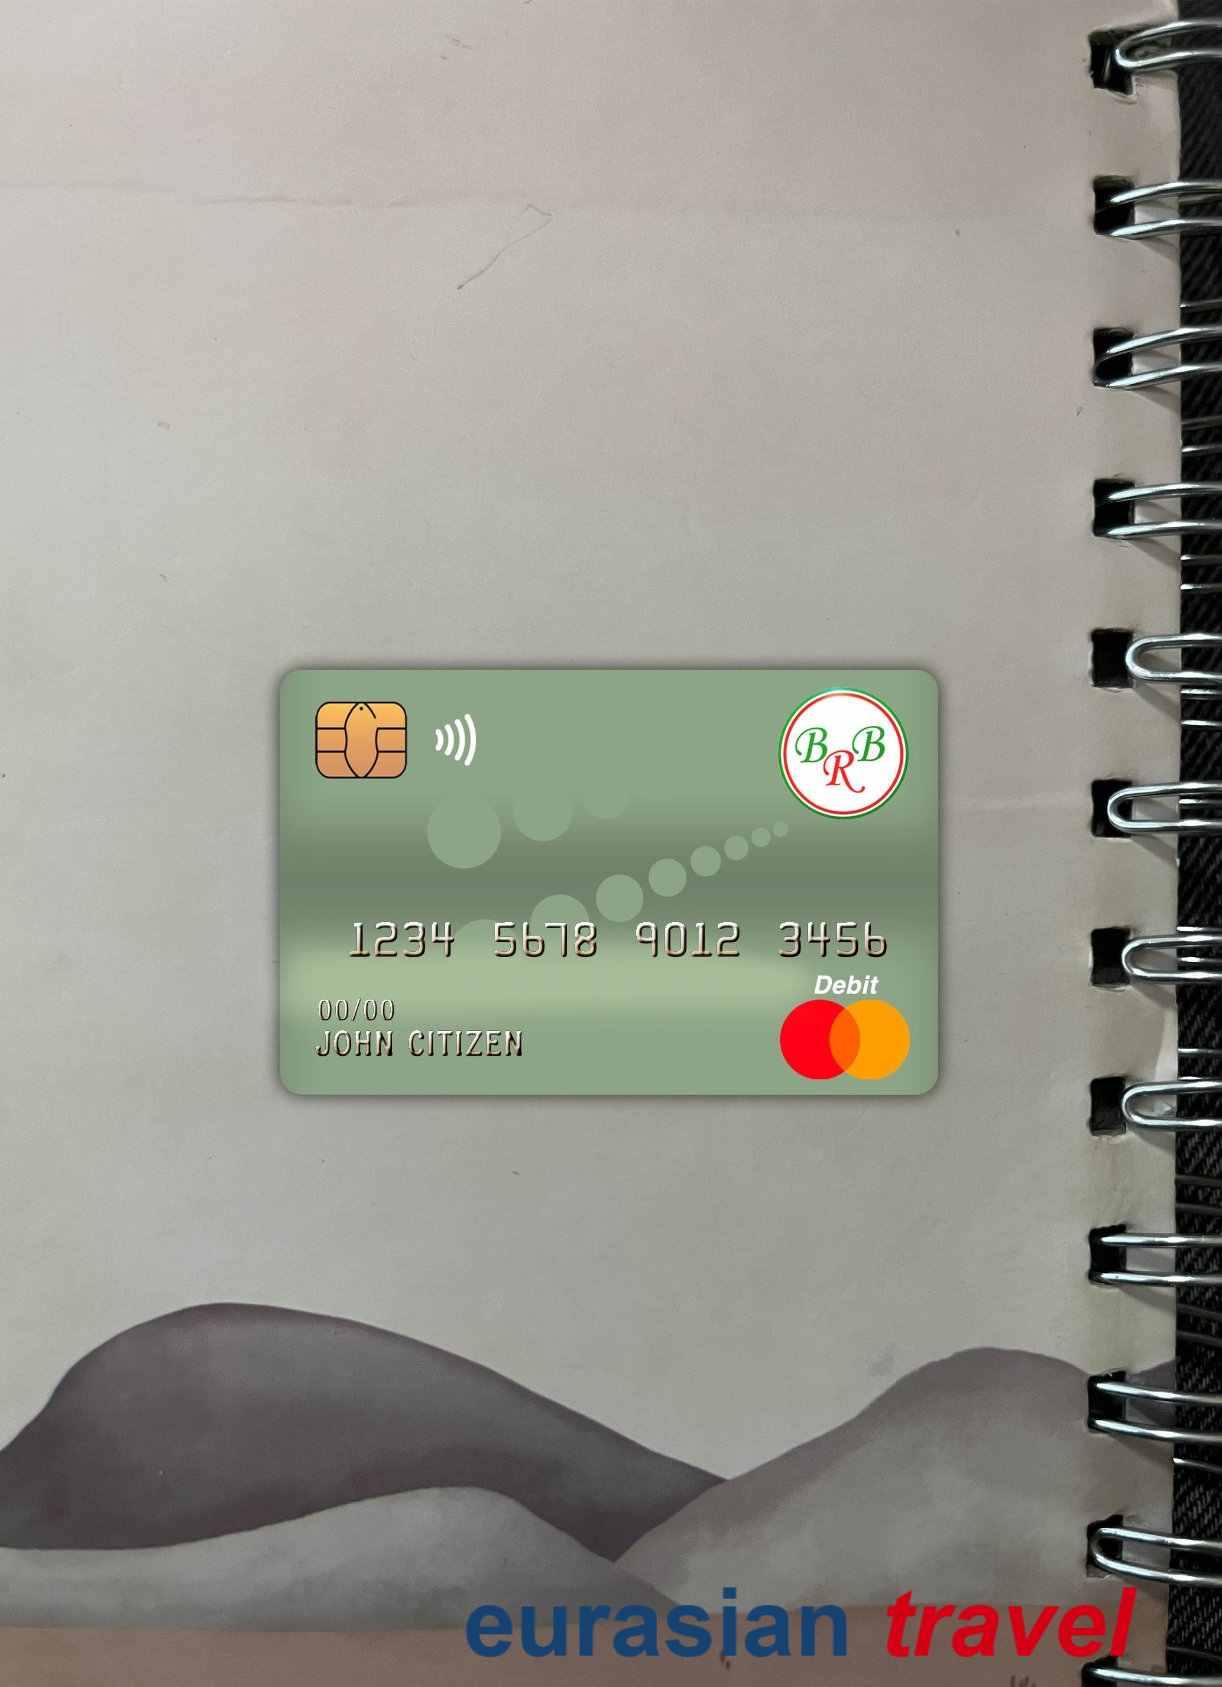 BRB
1234 5678 9012 3456
Debit
00/00
JOHN CITIZEN
eurasian travel